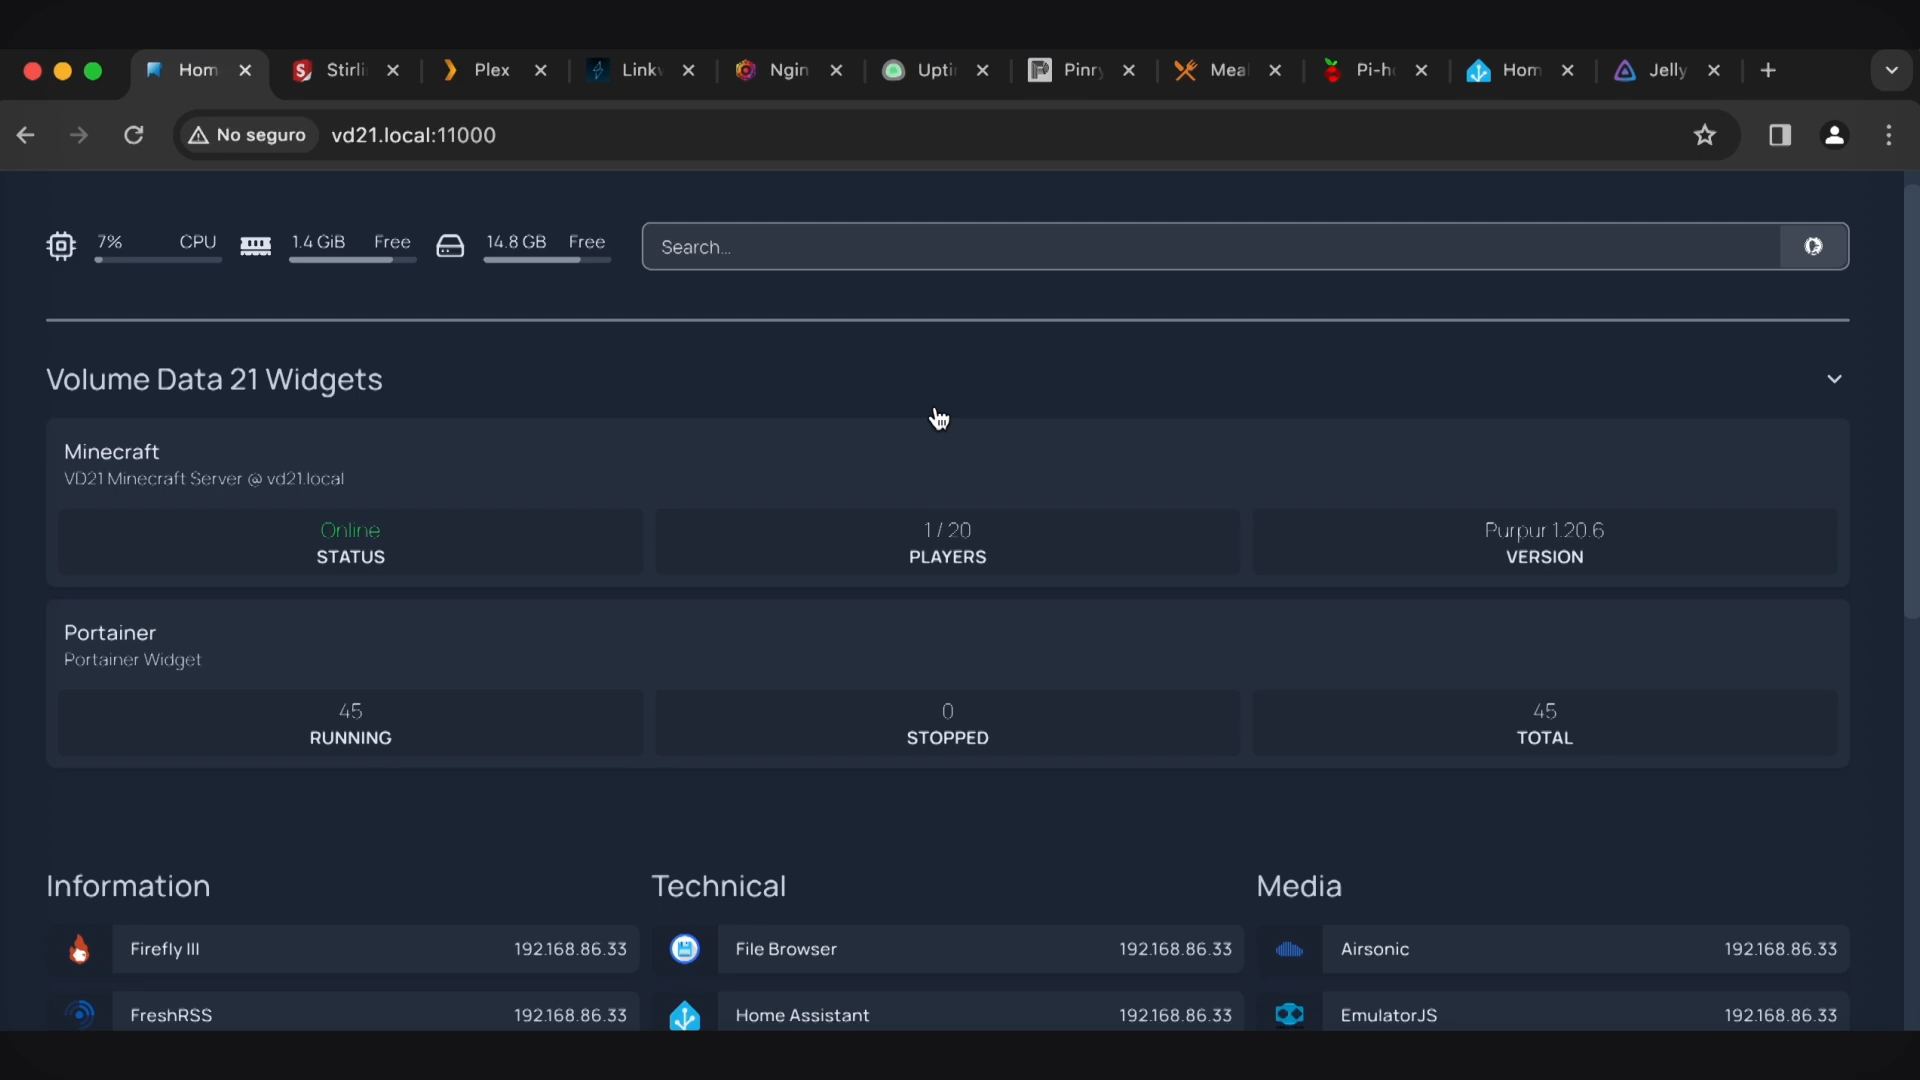 Hom Stirli Plex Linkw Ngin Upti Pinry Meal Pi-ho Hom Jelly
No seguro vd21.local:11000
7% CPU 1.4 GiB Free 14.8 GB Free Search...
Volume Data 21 Widgets
Minecraft
VD21 Minecraft Server @ vd21.local
Online 1 / 20 Purpur 1.20.6
STATUS PLAYERS VERSION
Portainer
Portainer Widget
45 0 45
RUNNING STOPPED TOTAL
Information Technical Media
Firefly III 192.168.86.33 File Browser 192.168.86.33 Airsonic 192.168.86.33
FreshRSS 192.168.86.33 Home Assistant 192.168.86.33 EmulatorJS 192.168.86.33